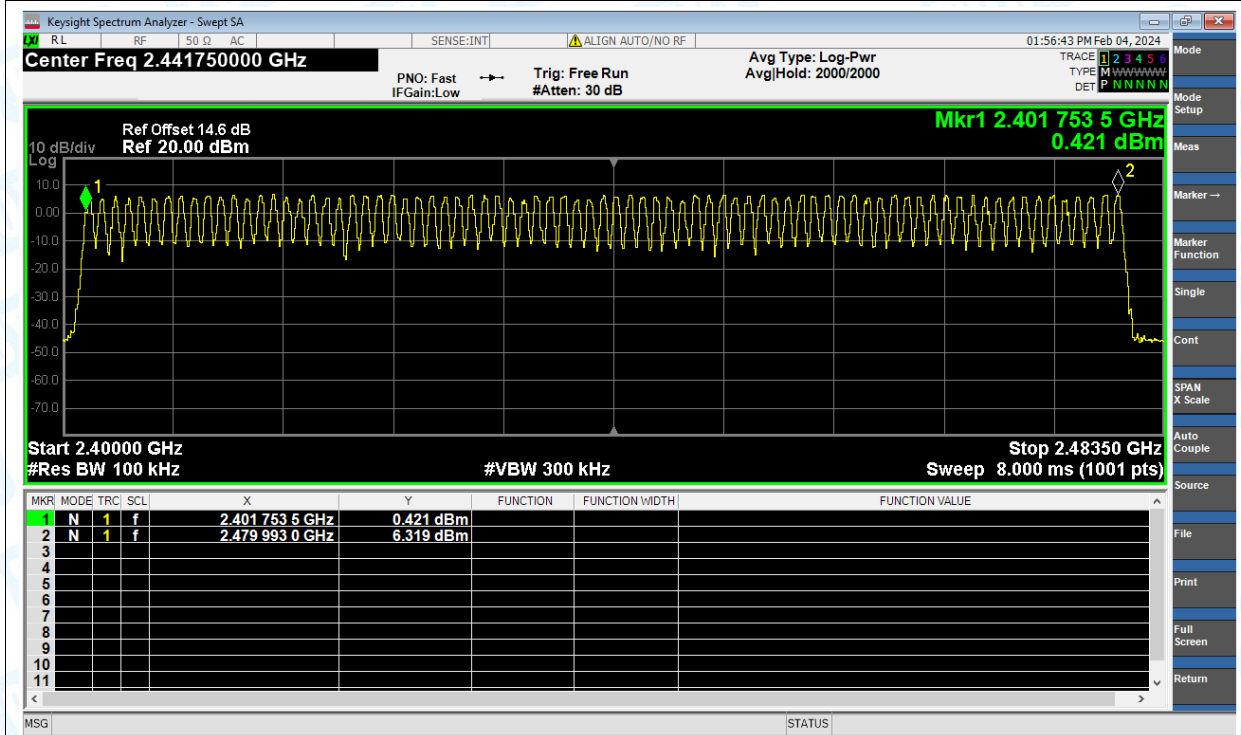 Keysight Spectrum Analyzer - Swept SA
LXI RL RF 50 Ω AC SENSE:INT ALIGN AUTO/NO RF 01:56:43 PM Feb 04, 2024
Center Freq 2.441750000 GHz
PNO: Fast
IFGain:Low
Trig: Free Run
#Atten: 30 dB
Avg Type: Log-Pwr
Avg|Hold: 2000/2000
TRACE 1 2 3 4 5 6
TYPE M WWWWW
DET P N N N N N
Ref Offset 14.6 dB
10 dB/div Ref 20.00 dBm
Log
Mkr1 2.401 753 5 GHz
0.421 dBm
1
2
10.0
0.00
-10.0
-20.0
-30.0
-40.0
-50.0
-60.0
-70.0
Start 2.40000 GHz Stop 2.48350 GHz
#Res BW 100 kHz #VBW 300 kHz Sweep 8.000 ms (1001 pts)
MKR MODE TRC SCL X Y FUNCTION FUNCTION WIDTH FUNCTION VALUE
1 N 1 f 2.401 753 5 GHz 0.421 dBm
2 N 1 f 2.479 993 0 GHz 6.319 dBm
3
4
5
6
7
8
9
10
11
MSG STATUS
Mode
Mode
Setup
Meas
Marker →
Marker
Function
Single
Cont
SPAN
X Scale
Auto
Couple
Source
File
Print
Full
Screen
Return